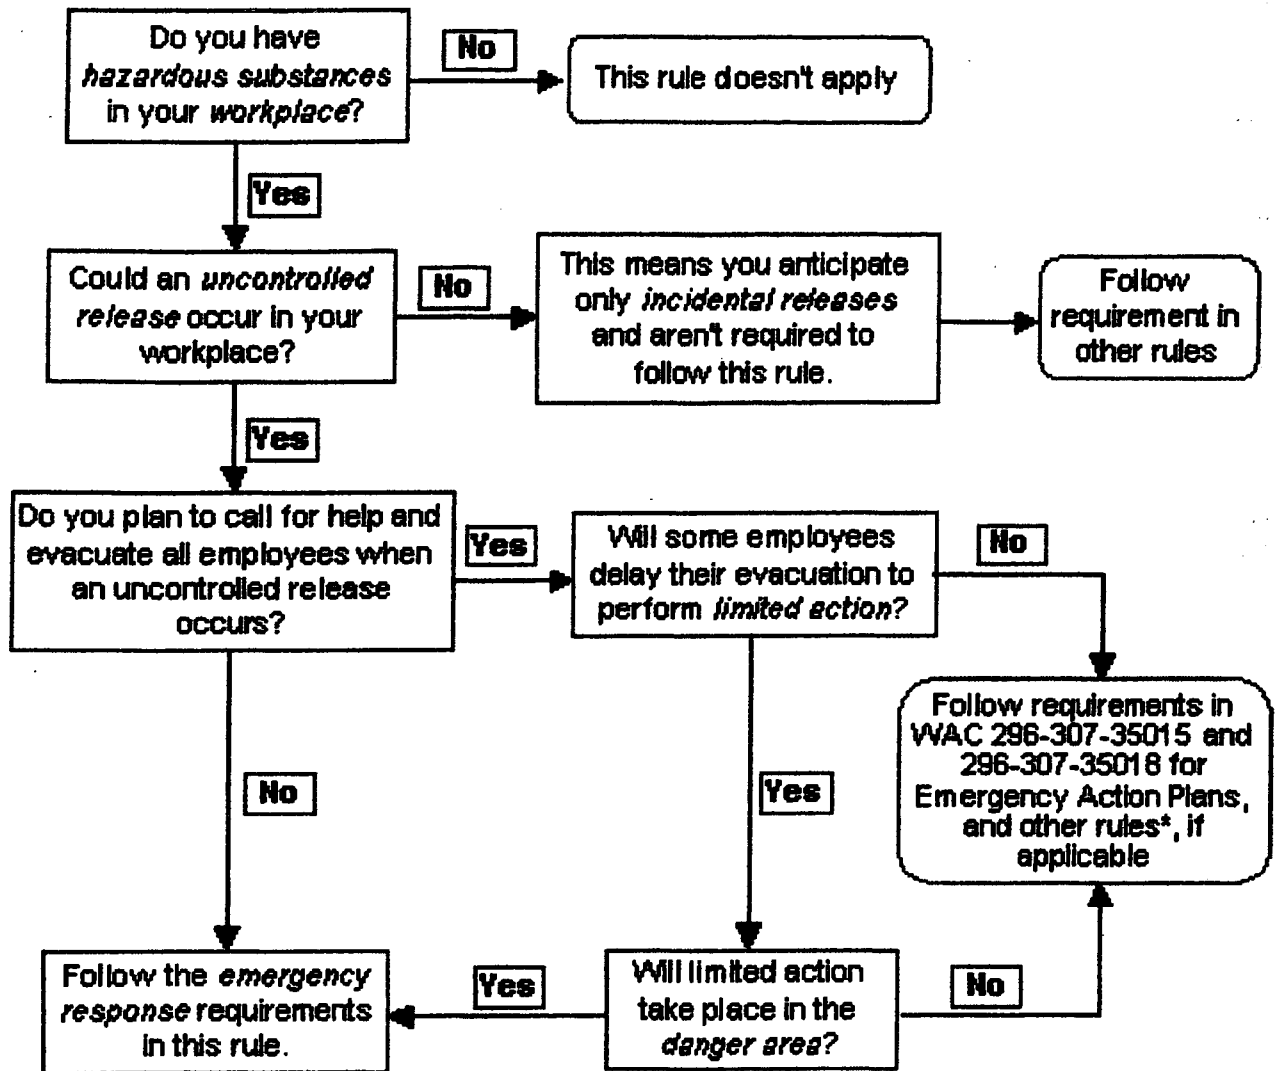 Do you have
hazardous substances
in your workplace?
No
This rule doesn't apply
Yes
Could an uncontrolled
release occur in your
workplace?
No
This means you anticipate
only incidental releases
and aren't required to
follow this rule.
Follow
requirement in
other rules
Yes
Do you plan to call for help and
evacuate all employees when
an uncontrolled release
occurs?
Yes
Will some employees
delay their evacuation to
perform limited action?
No
Follow requirements in
WAC 296-307-35015 and
296-307-35018 for
Emergency Action Plans,
and other rules*, if
applicable
No
Yes
Follow the emergency
response requirements
in this rule.
Yes
Will limited action
take place in the
danger area?
No